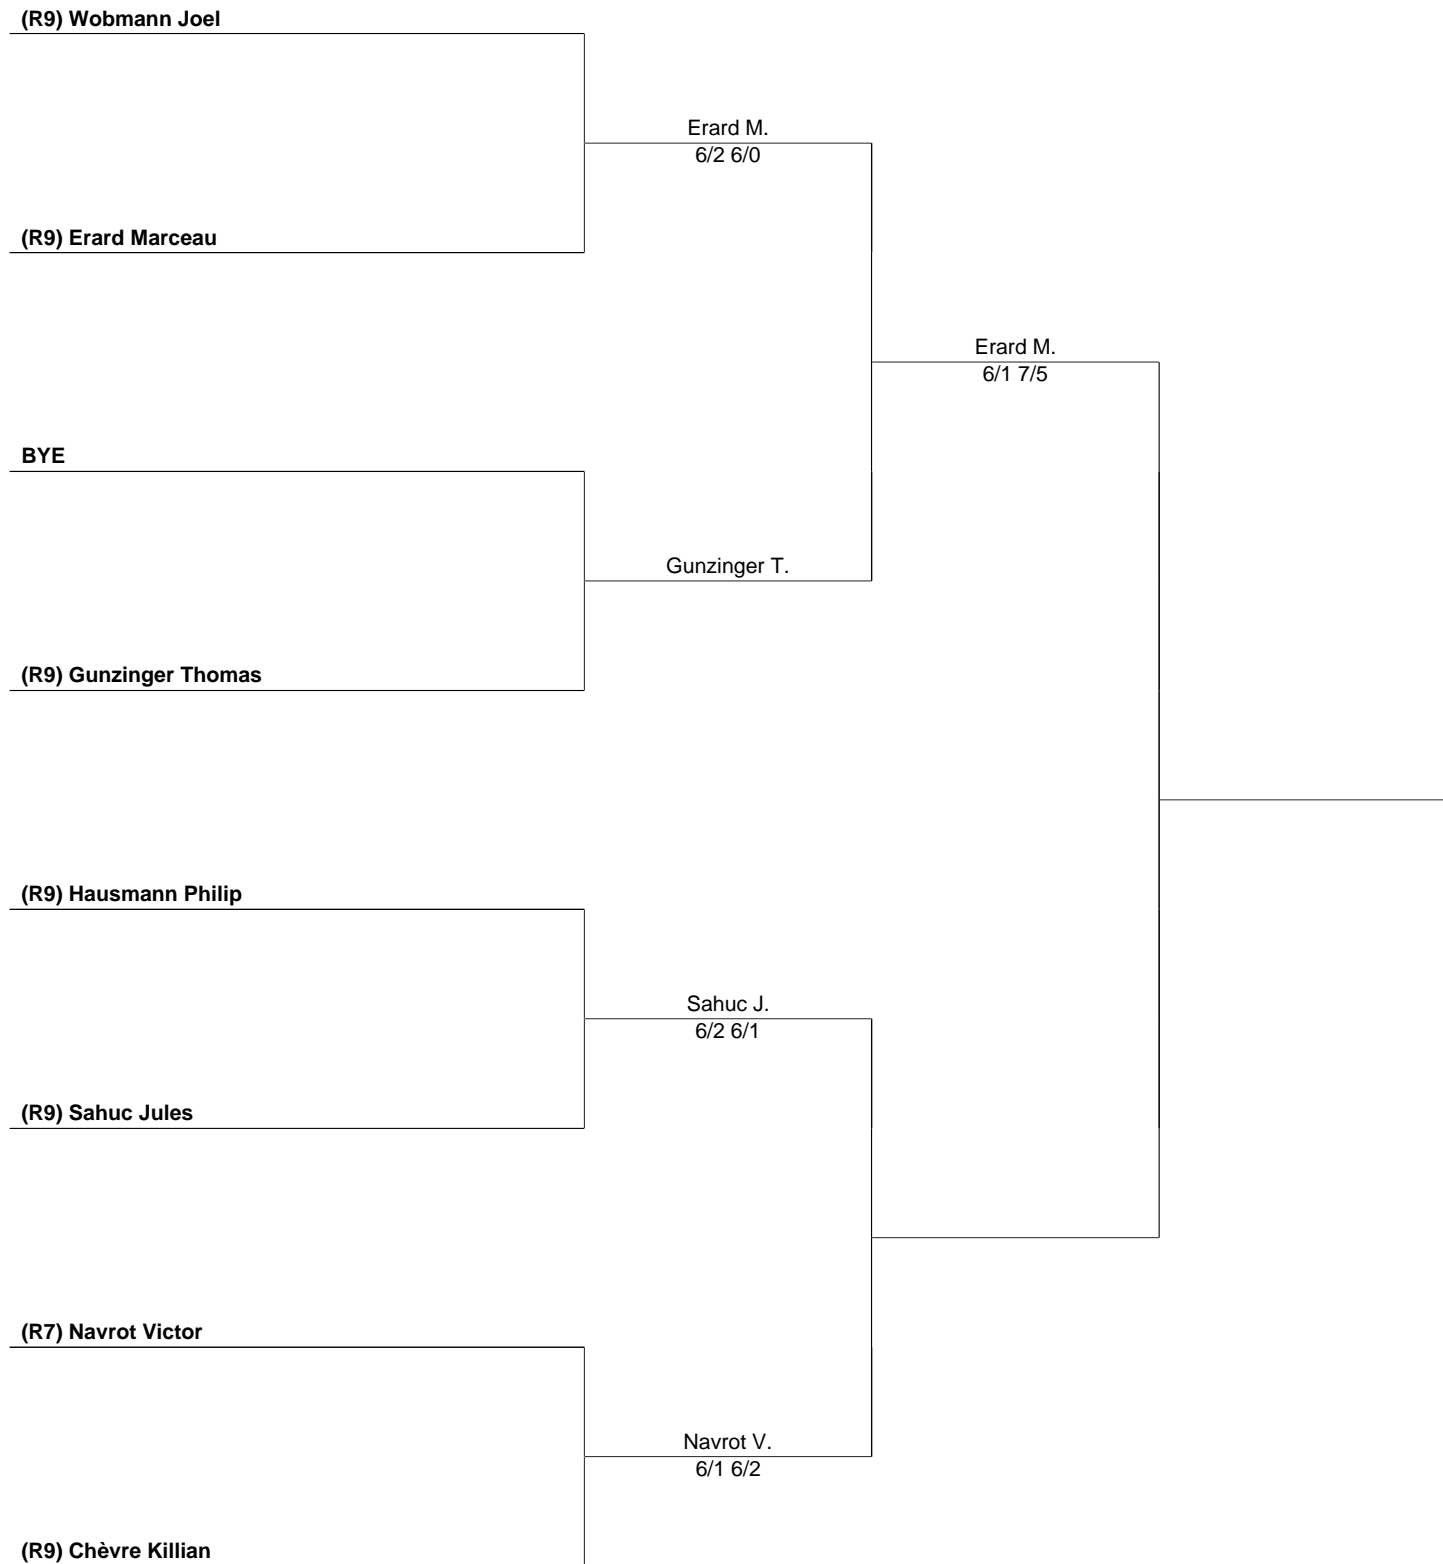 (R9) Wobmann Joel
Erard M.
6/2 6/0
(R9) Erard Marceau
Erard M.
6/1 7/5
BYE
Gunzinger T.
(R9) Gunzinger Thomas
(R9) Hausmann Philip
Sahuc J.
6/2 6/1
(R9) Sahuc Jules
(R7) Navrot Victor
Navrot V.
6/1 6/2
(R9) Chèvre Killian